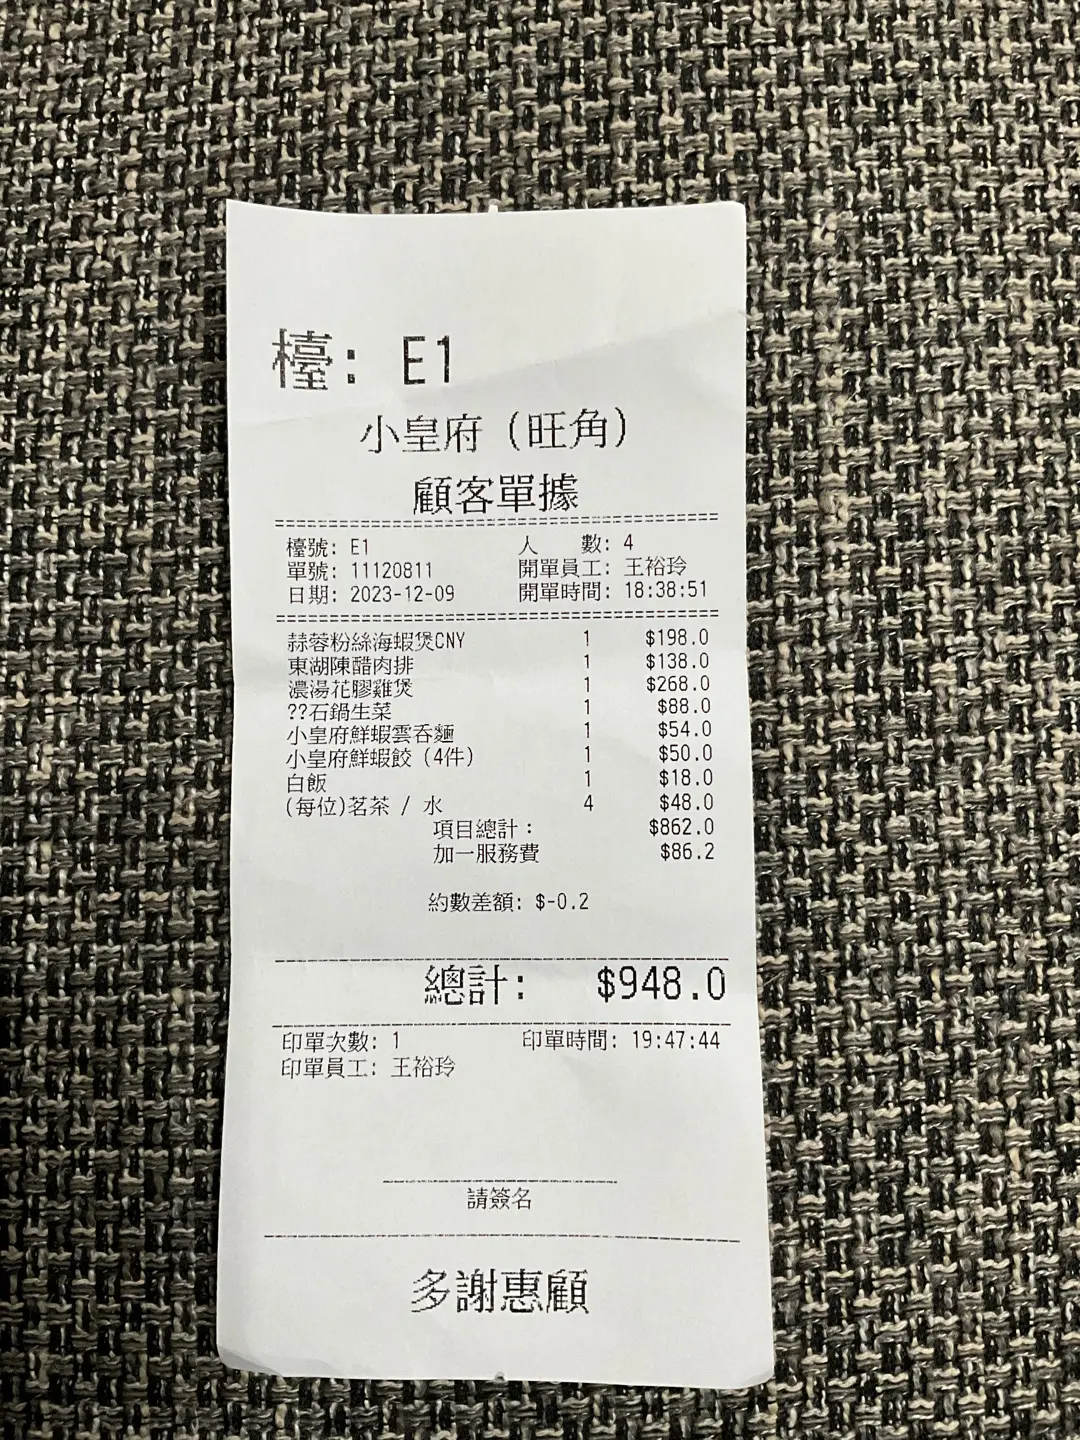 檯: E1
小皇府 (旺角)
顧客單據
檯號: E1 人 數: 4
單號: 11120811 開單員工: 王裕玲
日期: 2023-12-09 開單時間: 18:38:51
蒜蓉粉絲海蝦煲CNY 1 $198.0
東湖陳醋肉排 1 $138.0
濃湯花膠雞煲 1 $268.0
??石鍋生菜 1 $88.0
小皇府鮮蝦雲吞麵 1 $54.0
小皇府鮮蝦餃 (4件) 1 $50.0
白飯 1 $18.0
(每位)茗茶 / 水 4 $48.0
項目總計: $862.0
加一服務費 $86.2
約數差額: $-0.2
總計: $948.0
印單次數: 1 印單時間: 19:47:44
印單員工: 王裕玲
請簽名
多謝惠顧